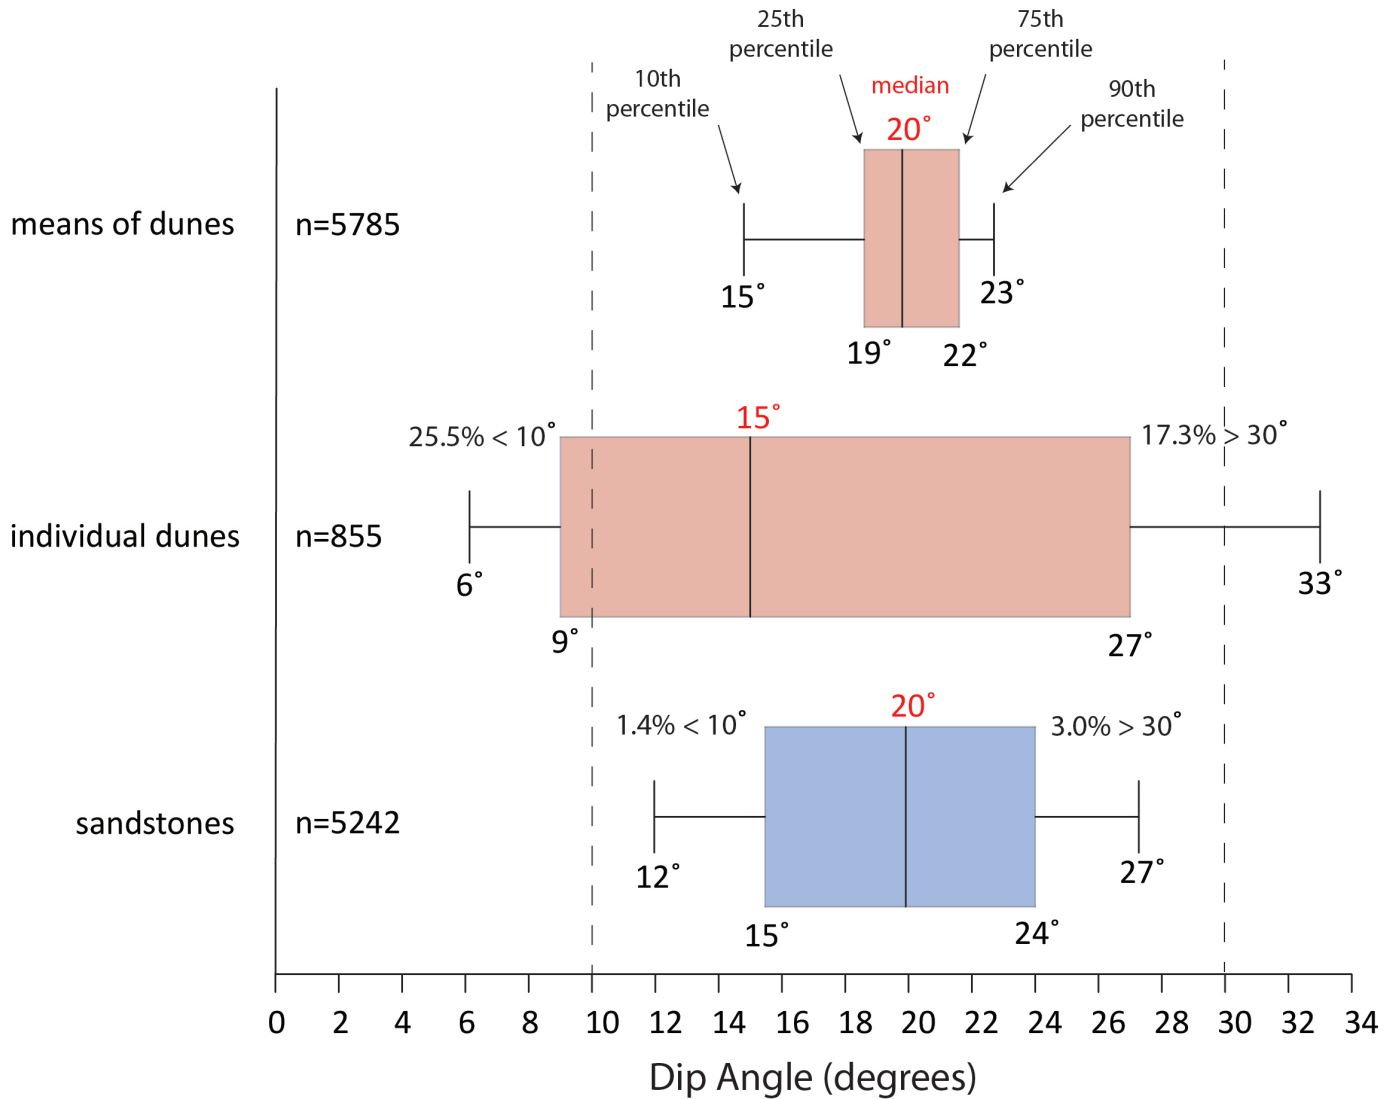 25th
percentile
75th
percentile
10th
percentile
median
90th
percentile
20°
means of dunes
n=5785
15°
23°
19°
22°
25.5% < 10°
15°
17.3% > 30°
individual dunes
n=855
6°
33°
9°
27°
1.4% < 10°
20°
3.0% > 30°
sandstones
n=5242
12°
27°
15°
24°
0 2 4 6 8 10 12 14 16 18 20 22 24 26 28 30 32 34
Dip Angle (degrees)